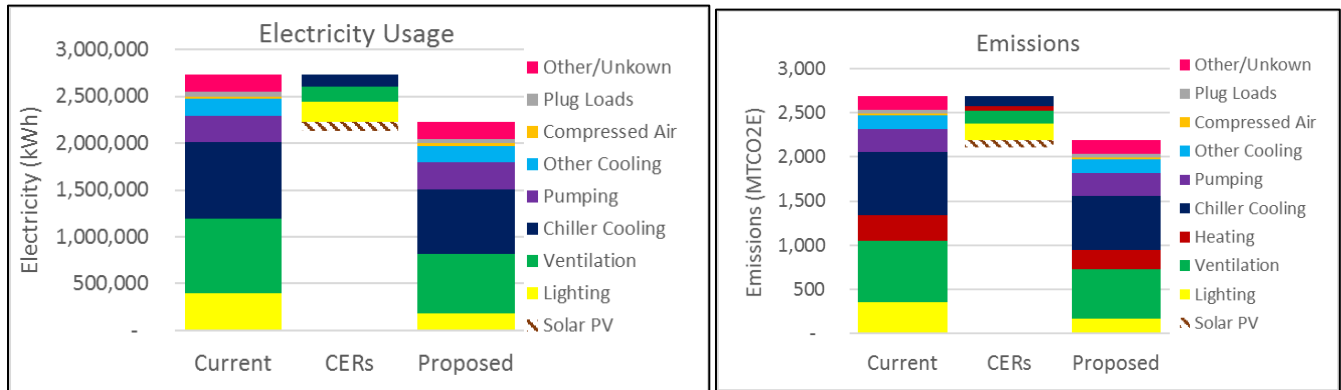 Electricity Usage
Electricity (kWh)
3,000,000
2,500,000
2,000,000
1,500,000
1,000,000
500,000
-
Current
CERs
Proposed
Other/Unkown
Plug Loads
Compressed Air
Other Cooling
Pumping
Chiller Cooling
Ventilation
Lighting
Solar PV
Emissions
Emissions (MTCO2E)
3,000
2,500
2,000
1,500
1,000
500
-
Current
CERs
Proposed
Other/Unkown
Plug Loads
Compressed Air
Other Cooling
Pumping
Chiller Cooling
Heating
Ventilation
Lighting
Solar PV